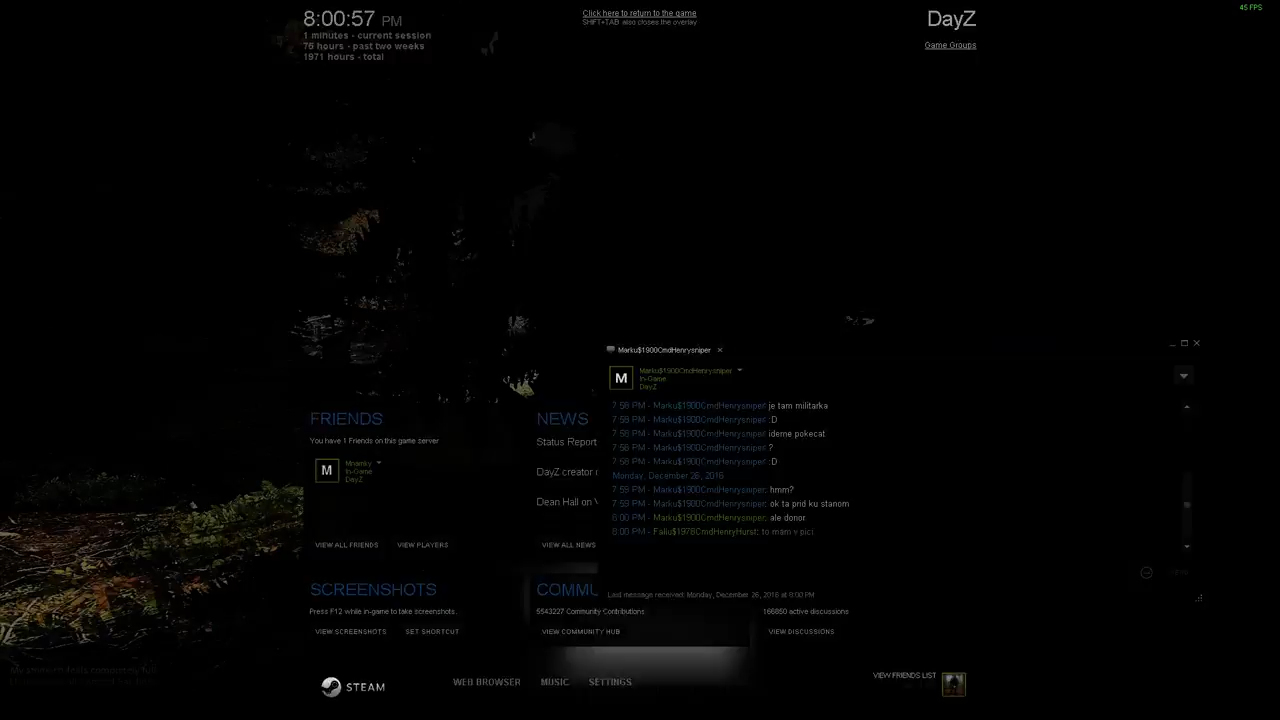 8:00:57 PM
1 minutes - current session
76 hours - past two weeks
1971 hours - total
Click here to return to the game
SHIFT+TAB also closes the overlay
DayZ
Game Groups
45 FPS
Marku$1900CmdHenrysniper
M
Marku$1900CmdHenrysniper
In-Game
DayZ
7:58 PM - Marku$1900CmdHenrysniper: je tam militarka
7:58 PM - Marku$1900CmdHenrysniper: :D
7:58 PM - Marku$1900CmdHenrysniper: ideme pokecat
7:58 PM - Marku$1900CmdHenrysniper: ?
7:58 PM - Marku$1900CmdHenrysniper: :D
Monday, December 26, 2016
7:59 PM - Marku$1900CmdHenrysniper: hmm?
7:59 PM - Marku$1900CmdHenrysniper: ok ta prid ku stanom
8:00 PM - Marku$1900CmdHenrysniper: ale donor
8:00 PM - Faliu$1978CmdHenryHurst: to mam v pici
Last message received: Monday, December 26, 2016 at 8:00 PM
FRIENDS
You have 1 Friends on this game server
M
Mnamky
In-Game
DayZ
VIEW ALL FRIENDS
VIEW PLAYERS
NEWS
Status Report
DayZ creator
Dean Hall on
VIEW ALL NEWS
SCREENSHOTS
Press F12 while in-game to take screenshots.
VIEW SCREENSHOTS
SET SHORTCUT
COMMU
5543227 Community Contributions
166850 active discussions
VIEW COMMUNITY HUB
VIEW DISCUSSIONS
STEAM
WEB BROWSER
MUSIC
SETTINGS
VIEW FRIENDS LIST